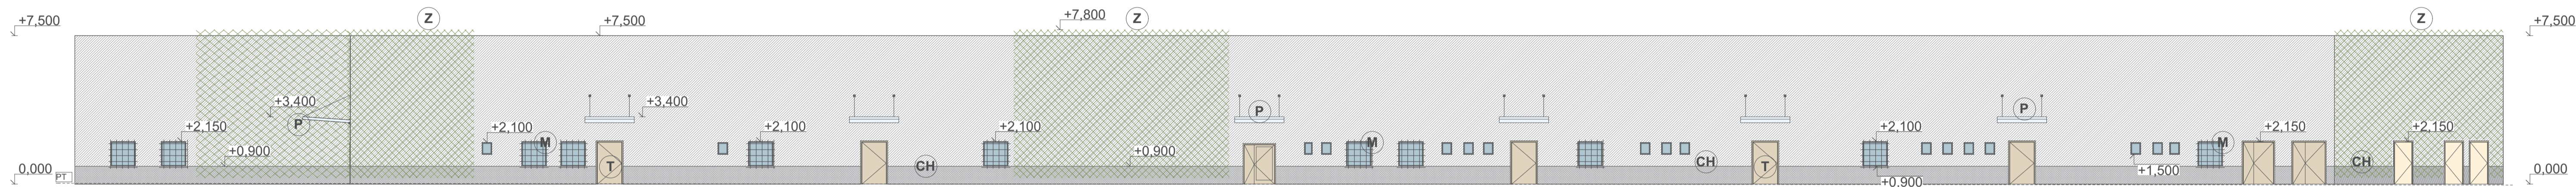 Z Z Z
+7,800
+7,500 +7,500 +7,500
+3,400 +3,400
P P P
+2,150 +2,100 +2,100 +2,100 +2,100 +2,150 +2,150
M M M
+0,900 +0,900
T CH CH T CH
0,000 PT +1,500 0,000
+0,900